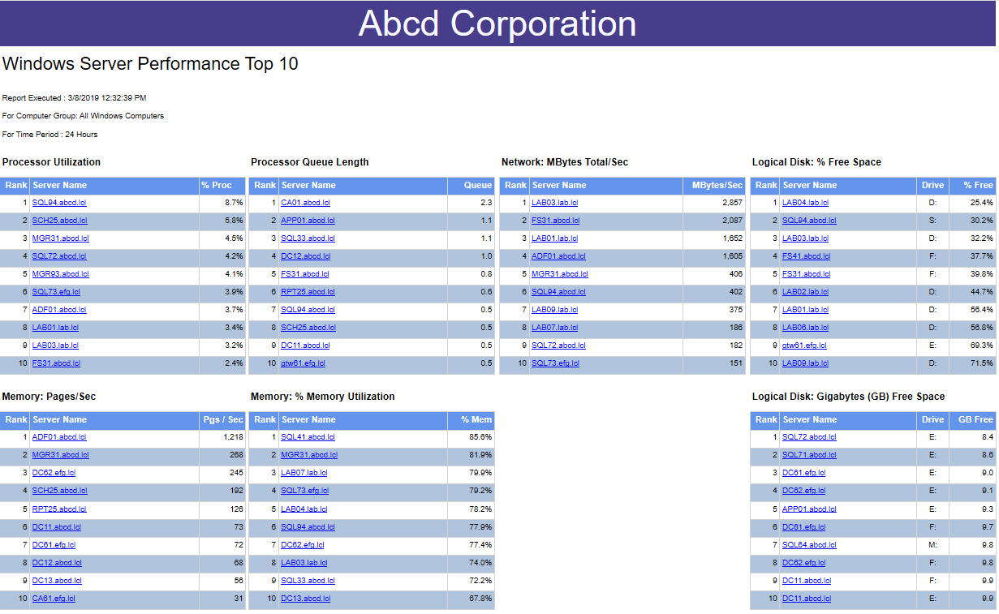 Abcd Corporation
Windows Server Performance Top 10
Report Executed : 3/8/2019 12:32:39 PM
For Computer Group: All Windows Computers
For Time Period : 24 Hours
Processor Utilization
Rank Server Name % Proc
1 SQL94.abcd.lcl 8.7%
2 SCH25.abcd.lcl 5.8%
3 MGR31.abcd.lcl 4.5%
4 SQL72.abcd.lcl 4.2%
5 MGR93.abcd.lcl 4.1%
6 SQL73.efg.lcl 3.9%
7 ADF01.abcd.lcl 3.7%
8 LAB01.lab.lcl 3.4%
9 LAB03.lab.lcl 3.2%
10 FS31.abcd.lcl 2.4%
Processor Queue Length
Rank Server Name Queue
1 CA01.abcd.lcl 2.3
2 APP01.abcd.lcl 1.1
3 SQL33.abcd.lcl 1.1
4 DC12.abcd.lcl 1.0
5 FS31.abcd.lcl 0.8
6 RPT25.abcd.lcl 0.6
7 SQL94.abcd.lcl 0.5
8 SCH25.abcd.lcl 0.5
9 DC11.abcd.lcl 0.5
10 gtw61.efg.lcl 0.5
Network: MBytes Total/Sec
Rank Server Name MBytes/Sec
1 LAB03.lab.lcl 2,857
2 FS31.abcd.lcl 2,087
3 LAB01.lab.lcl 1,652
4 ADF01.abcd.lcl 1,605
5 MGR31.abcd.lcl 406
6 SQL94.abcd.lcl 402
7 LAB09.lab.lcl 375
8 LAB07.lab.lcl 186
9 SQL72.abcd.lcl 182
10 SQL73.efg.lcl 151
Logical Disk: % Free Space
Rank Server Name Drive % Free
1 LAB04.lab.lcl D: 25.4%
2 SQL94.abcd.lcl S: 30.2%
3 LAB03.lab.lcl D: 32.2%
4 FS41.abcd.lcl F: 37.7%
5 FS31.abcd.lcl F: 39.8%
6 LAB02.lab.lcl D: 44.7%
7 LAB01.lab.lcl D: 56.4%
8 LAB06.lab.lcl D: 56.8%
9 gtw61.efg.lcl E: 69.3%
10 LAB09.lab.lcl D: 71.5%
Memory: Pages/Sec
Rank Server Name Pgs / Sec
1 ADF01.abcd.lcl 1,218
2 MGR31.abcd.lcl 268
3 DC62.efg.lcl 245
4 SCH25.abcd.lcl 192
5 RPT25.abcd.lcl 126
6 DC11.abcd.lcl 73
7 DC61.efg.lcl 72
8 DC12.abcd.lcl 68
9 DC13.abcd.lcl 56
10 CA61.efg.lcl 31
Memory: % Memory Utilization
Rank Server Name % Mem
1 SQL41.abcd.lcl 85.6%
2 MGR31.abcd.lcl 81.9%
3 LAB07.lab.lcl 79.9%
4 SQL73.efg.lcl 79.2%
5 LAB04.lab.lcl 78.2%
6 SQL94.abcd.lcl 77.9%
7 DC62.efg.lcl 77.4%
8 LAB03.lab.lcl 74.0%
9 SQL33.abcd.lcl 72.2%
10 DC13.abcd.lcl 67.8%
Logical Disk: Gigabytes (GB) Free Space
Rank Server Name Drive GB Free
1 SQL72.abcd.lcl E: 8.4
2 SQL71.abcd.lcl E: 8.6
3 DC61.efg.lcl E: 9.0
4 DC62.efg.lcl E: 9.1
5 APP01.abcd.lcl E: 9.3
6 DC61.efg.lcl F: 9.7
7 SQL64.abcd.lcl M: 9.8
8 DC62.efg.lcl F: 9.8
9 DC11.abcd.lcl F: 9.9
10 DC11.abcd.lcl E: 9.9